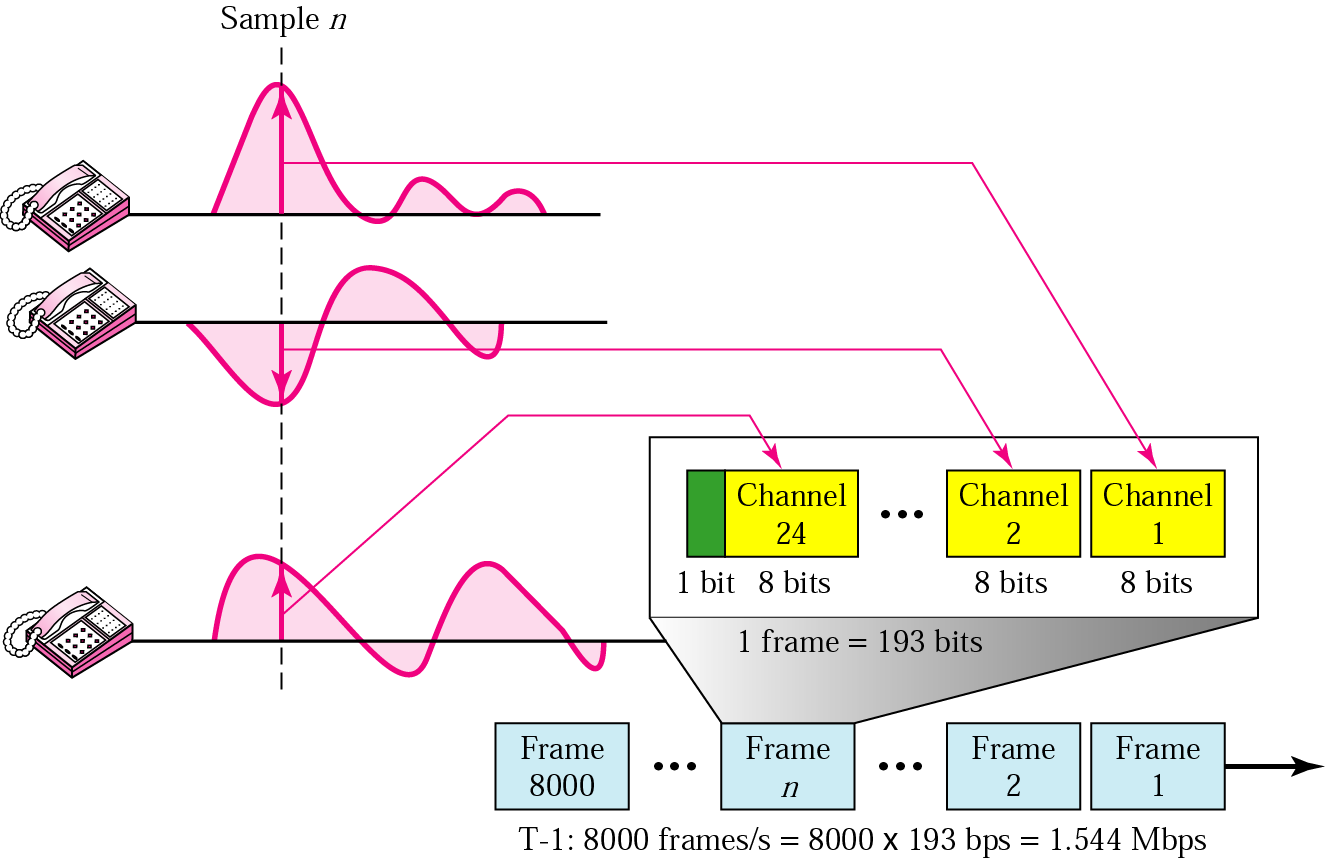 Sample n
Channel
24
Channel
2
Channel
1
1 bit
8 bits
8 bits
8 bits
1 frame = 193 bits
Frame
8000
Frame
n
Frame
2
Frame
1
T-1: 8000 frames/s = 8000 x 193 bps = 1.544 Mbps